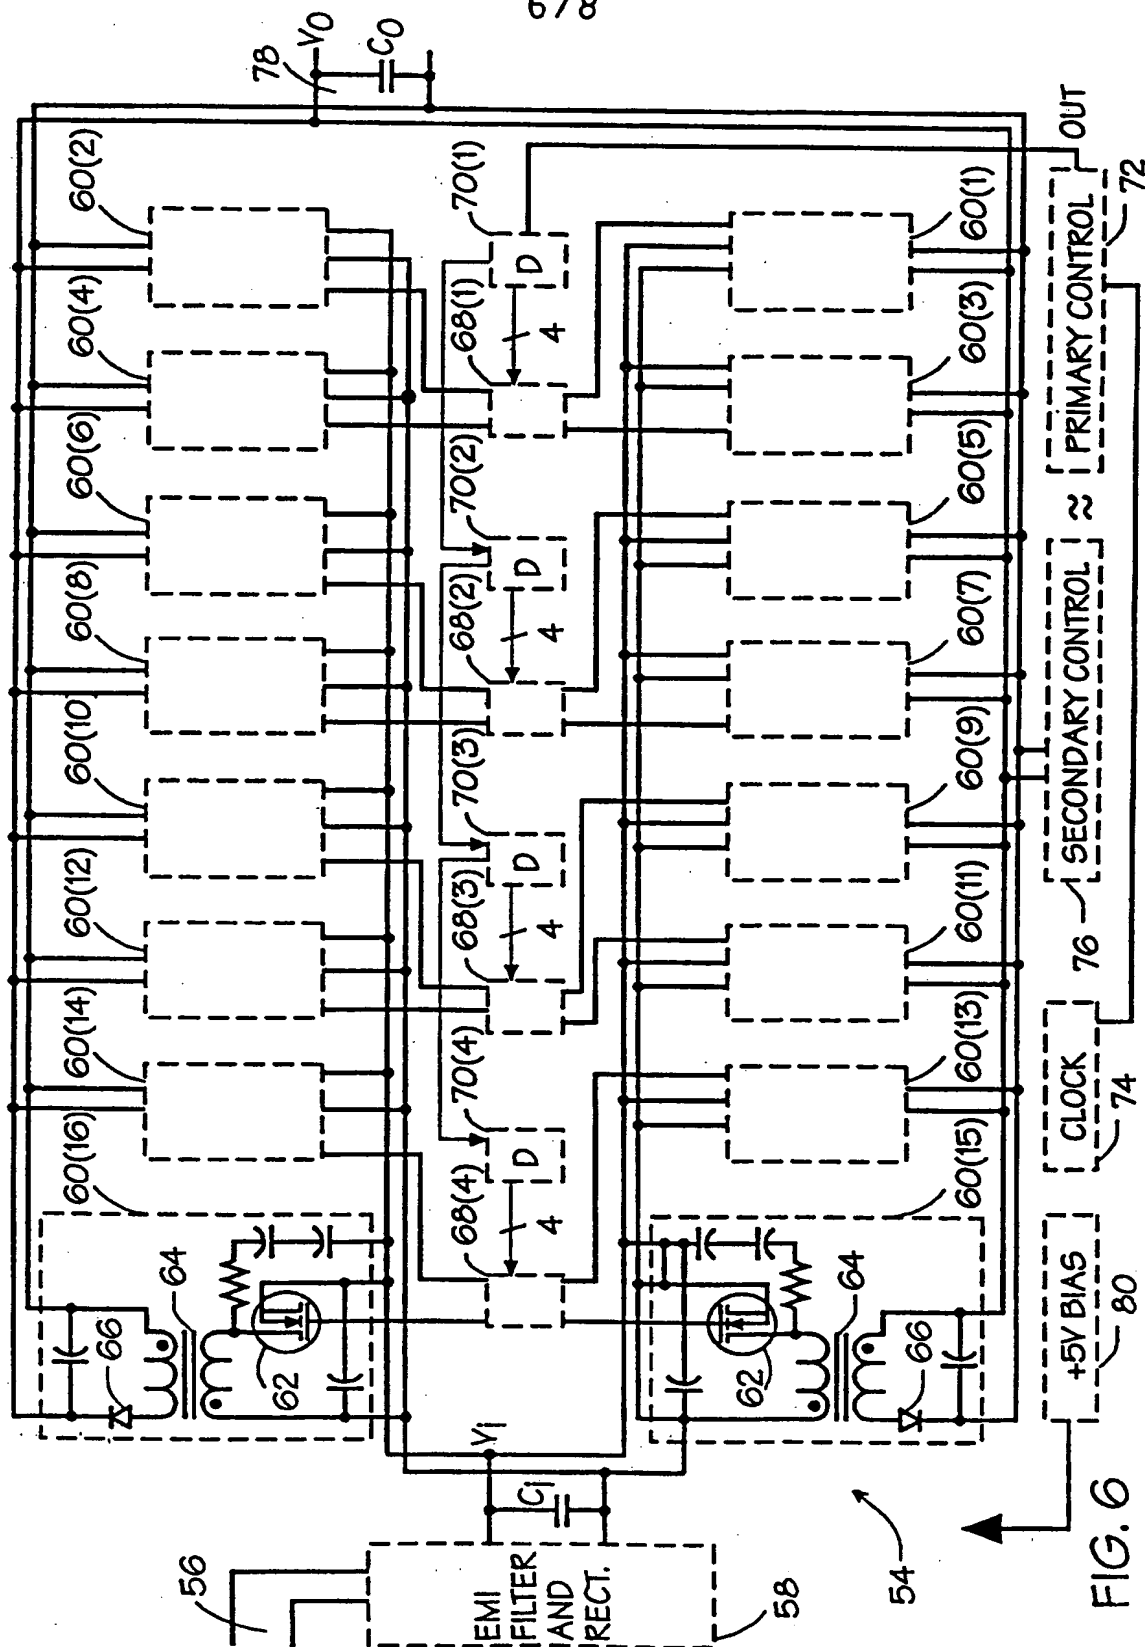 6/8
78
V0
C0
60(2)
60(4)
60(6)
60(8)
60(10)
60(12)
60(14)
60(16)
64
66
62
70(1)
D
68(1)
4
70(2)
D
68(2)
4
70(3)
D
68(3)
4
70(4)
D
68(4)
4
60(1)
60(3)
60(5)
60(7)
60(9)
60(11)
60(13)
60(15)
64
66
62
Vi
Ci
56
EMI
FILTER
AND
RECT.
58
54
OUT
PRIMARY CONTROL
72
≈
SECONDARY CONTROL
76
CLOCK
74
+5V BIAS
80
FIG. 6